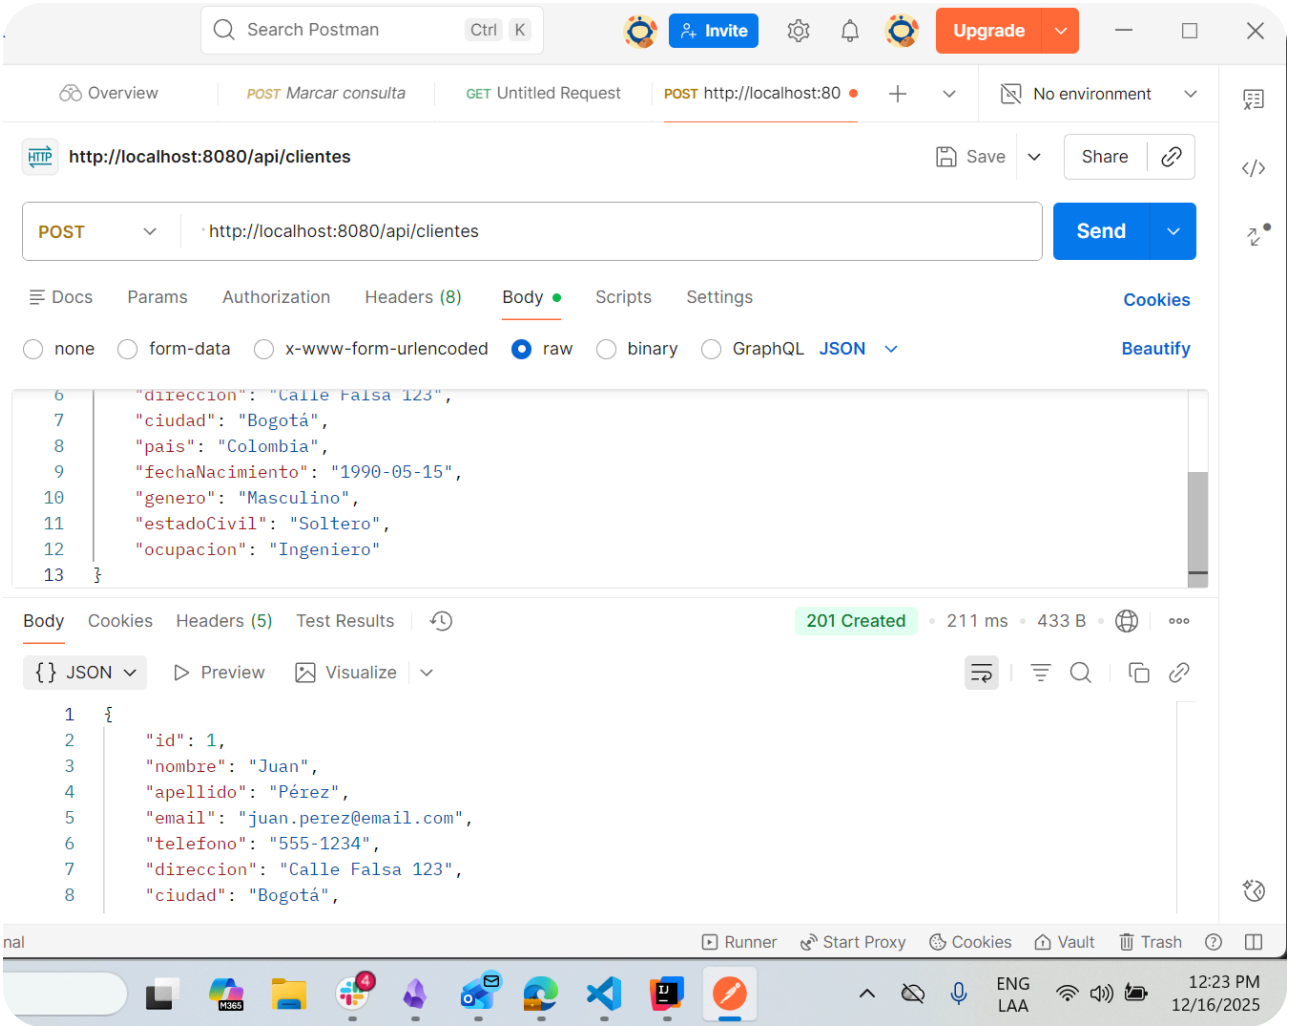 Search Postman Ctrl K Invite Upgrade
Overview POST Marcar consulta GET Untitled Request POST http://localhost:80 No environment
HTTP http://localhost:8080/api/clientes Save Share
POST http://localhost:8080/api/clientes Send
Docs Params Authorization Headers (8) Body Scripts Settings Cookies
none form-data x-www-form-urlencoded raw binary GraphQL JSON Beautify
6 "direccion": "Calle Falsa 123",
7 "ciudad": "Bogotá",
8 "pais": "Colombia",
9 "fechaNacimiento": "1990-05-15",
10 "genero": "Masculino",
11 "estadoCivil": "Soltero",
12 "ocupacion": "Ingeniero"
13 }
Body Cookies Headers (5) Test Results 201 Created 211 ms 433 B
{} JSON Preview Visualize
1 {
2 "id": 1,
3 "nombre": "Juan",
4 "apellido": "Pérez",
5 "email": "juan.perez@email.com",
6 "telefono": "555-1234",
7 "direccion": "Calle Falsa 123",
8 "ciudad": "Bogotá",
nal Runner Start Proxy Cookies Vault Trash
M365 4 ENG 12:23 PM
LAA 12/16/2025